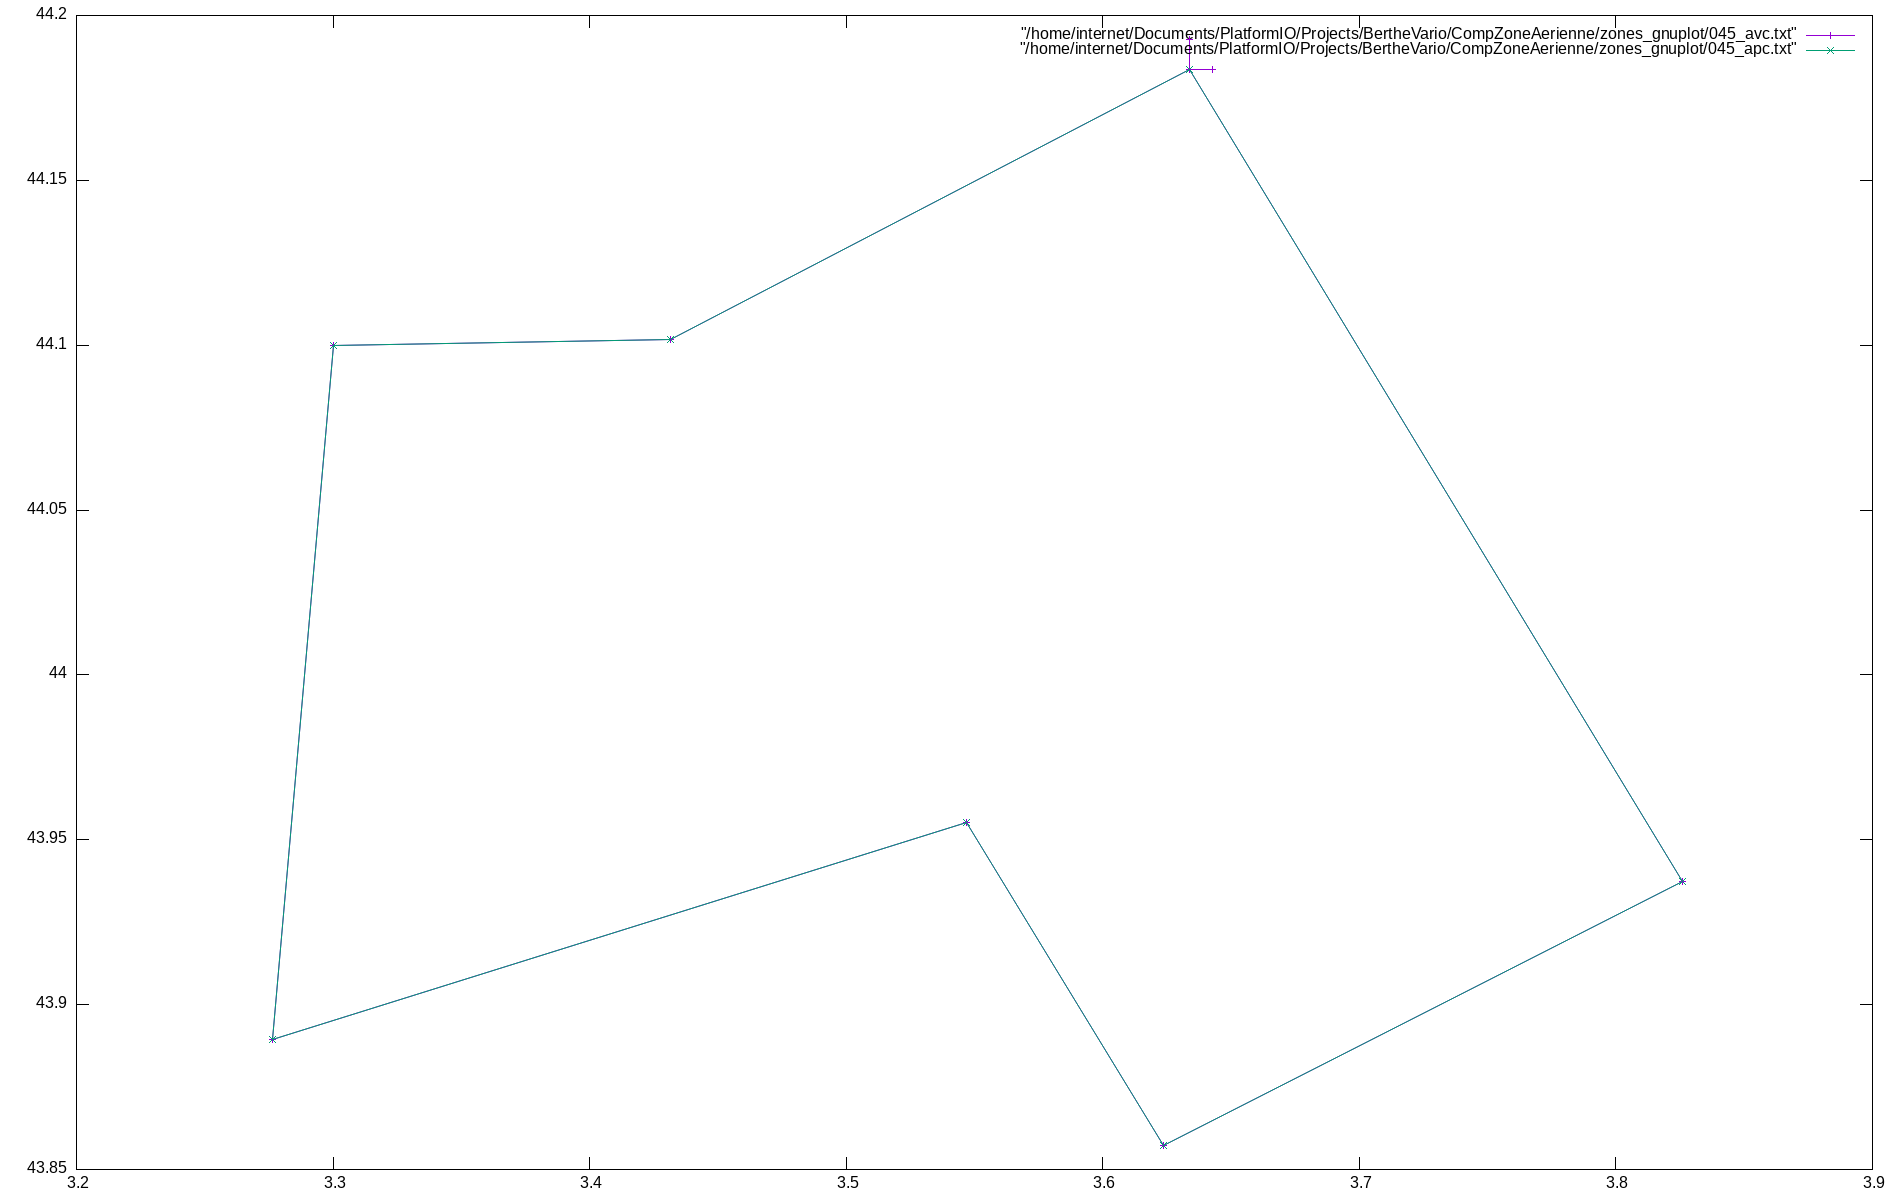 44.2
"/home/internet/Documents/PlatformIO/Projects/BertheVario/CompZoneAerienne/zones_gnuplot/045_avc.txt"
"/home/internet/Documents/PlatformIO/Projects/BertheVario/CompZoneAerienne/zones_gnuplot/045_apc.txt"
44.15
44.1
44.05
44
43.95
43.9
43.85
3.2 3.3 3.4 3.5 3.6 3.7 3.8 3.9